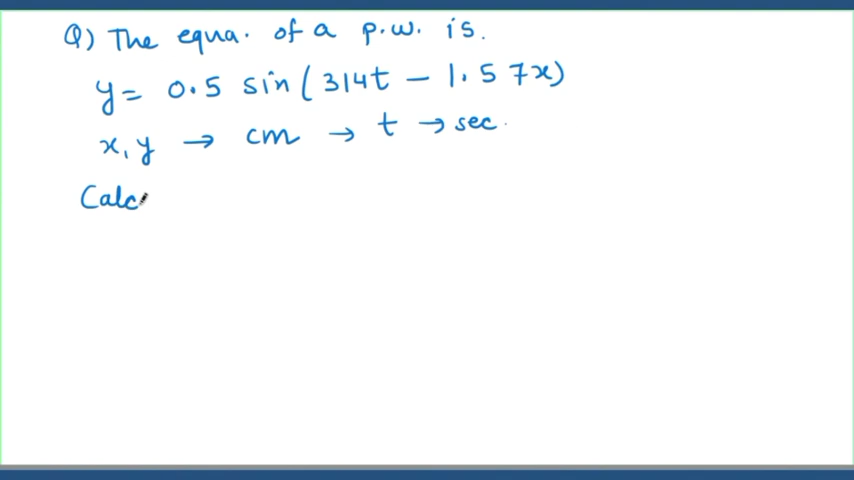 Q) The equa. of a p.w. is.
y = 0.5 sin(314t - 1.57x)
x, y → cm → t → sec.
Calc